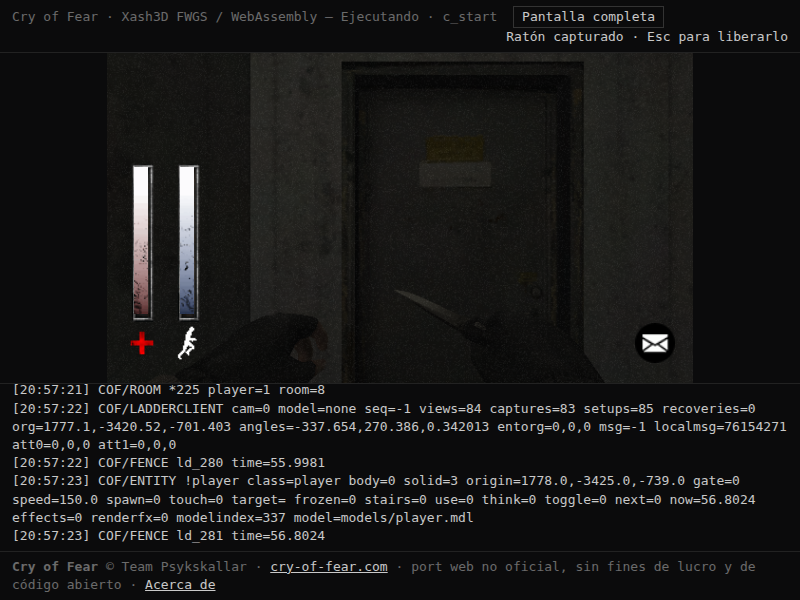 Cry of Fear · Xash3D FWGS / WebAssembly — Ejecutando · c_start Pantalla completa
Ratón capturado · Esc para liberarlo
[20:57:21] COF/ROOM *225 player=1 room=8
[20:57:22] COF/LADDERCLIENT cam=0 model=none seq=-1 views=84 captures=83 setups=85 recoveries=0
org=1777.1,-3420.52,-701.403 angles=-337.654,270.386,0.342013 entorg=0,0,0 msg=-1 localmsg=76154271
att0=0,0,0 att1=0,0,0
[20:57:22] COF/FENCE ld_280 time=55.9981
[20:57:23] COF/ENTITY !player class=player body=0 solid=3 origin=1778.0,-3425.0,-739.0 gate=0
speed=150.0 spawn=0 touch=0 target= frozen=0 stairs=0 use=0 think=0 toggle=0 next=0 now=56.8024
effects=0 renderfx=0 modelindex=337 model=models/player.mdl
[20:57:23] COF/FENCE ld_281 time=56.8024
Cry of Fear © Team Psyskallar · cry-of-fear.com · port web no oficial, sin fines de lucro y de
código abierto · Acerca de